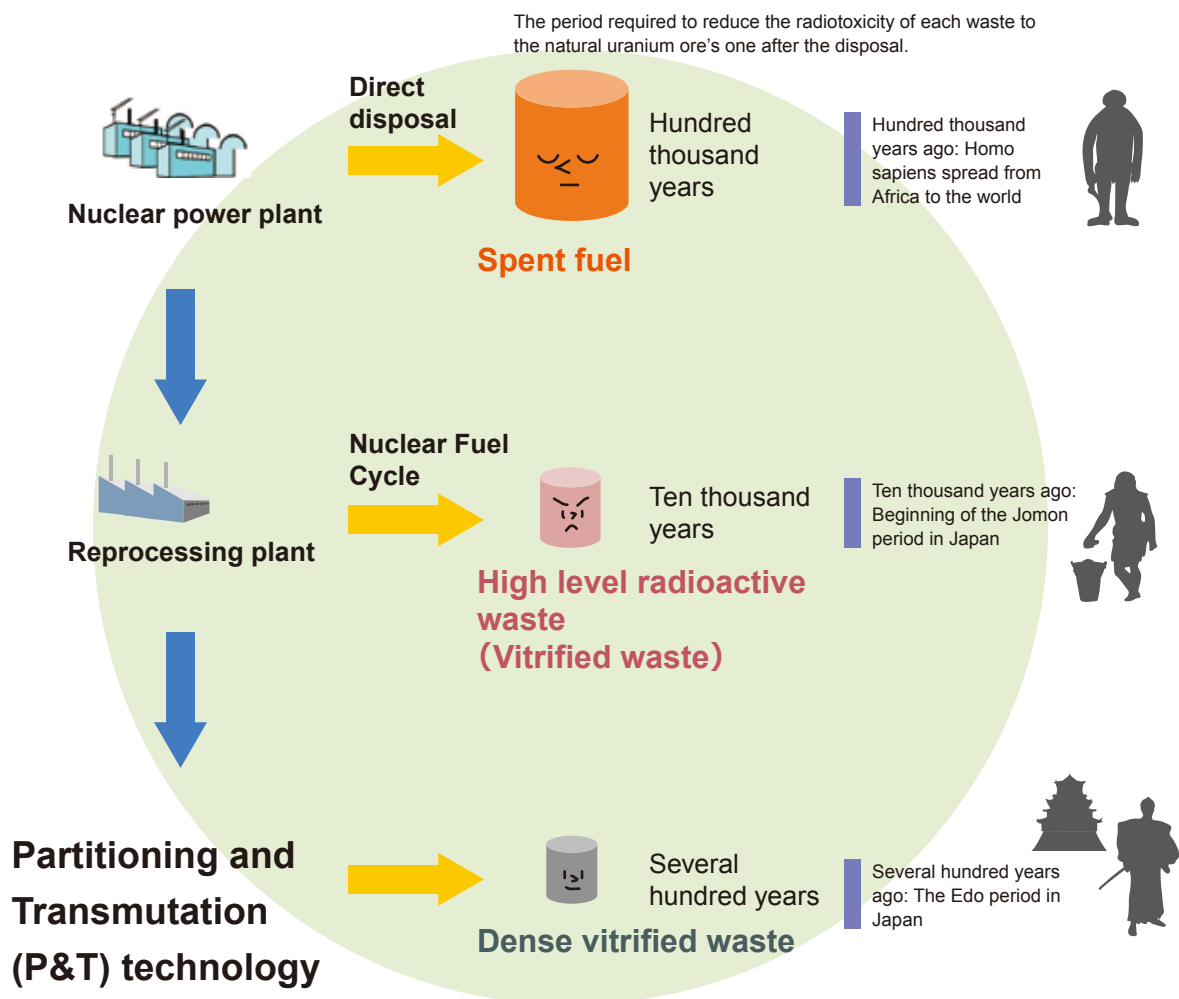 The period required to reduce the radiotoxicity of each waste to
the natural uranium ore's one after the disposal.
Direct
disposal
Hundred
thousand
years
Hundred thousand
years ago: Homo
sapiens spread from
Africa to the world
Nuclear power plant
Spent fuel
Nuclear Fuel
Cycle
Ten thousand
years
Ten thousand years ago:
Beginning of the Jomon
period in Japan
Reprocessing plant
High level radioactive
waste
（Vitrified waste）
Partitioning and
Transmutation
(P&T) technology
Several
hundred years
Several hundred years
ago: The Edo period in
Japan
Dense vitrified waste